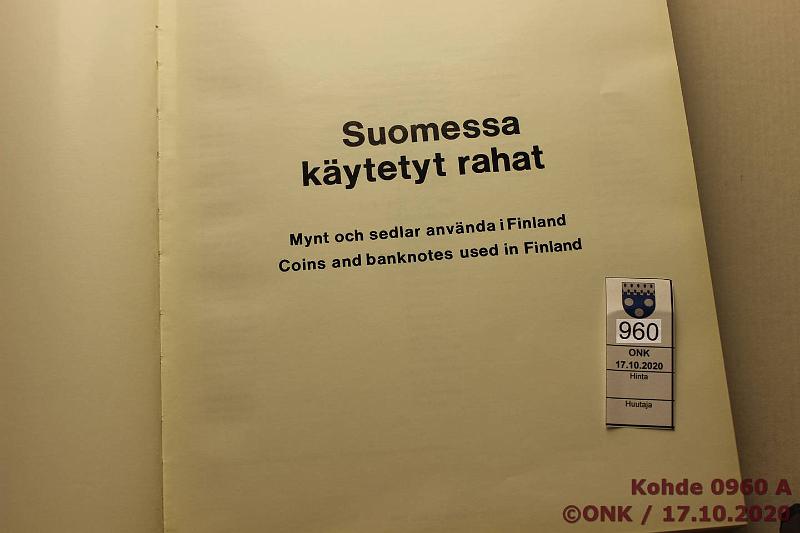 Suomessa
käytetyt rahat
Mynt och sedlar använda i Finland
Coins and banknotes used in Finland
960
ONK
17.10.2020
Hinta
Huutaja
Kohde 0960 A
©ONK / 17.10.2020